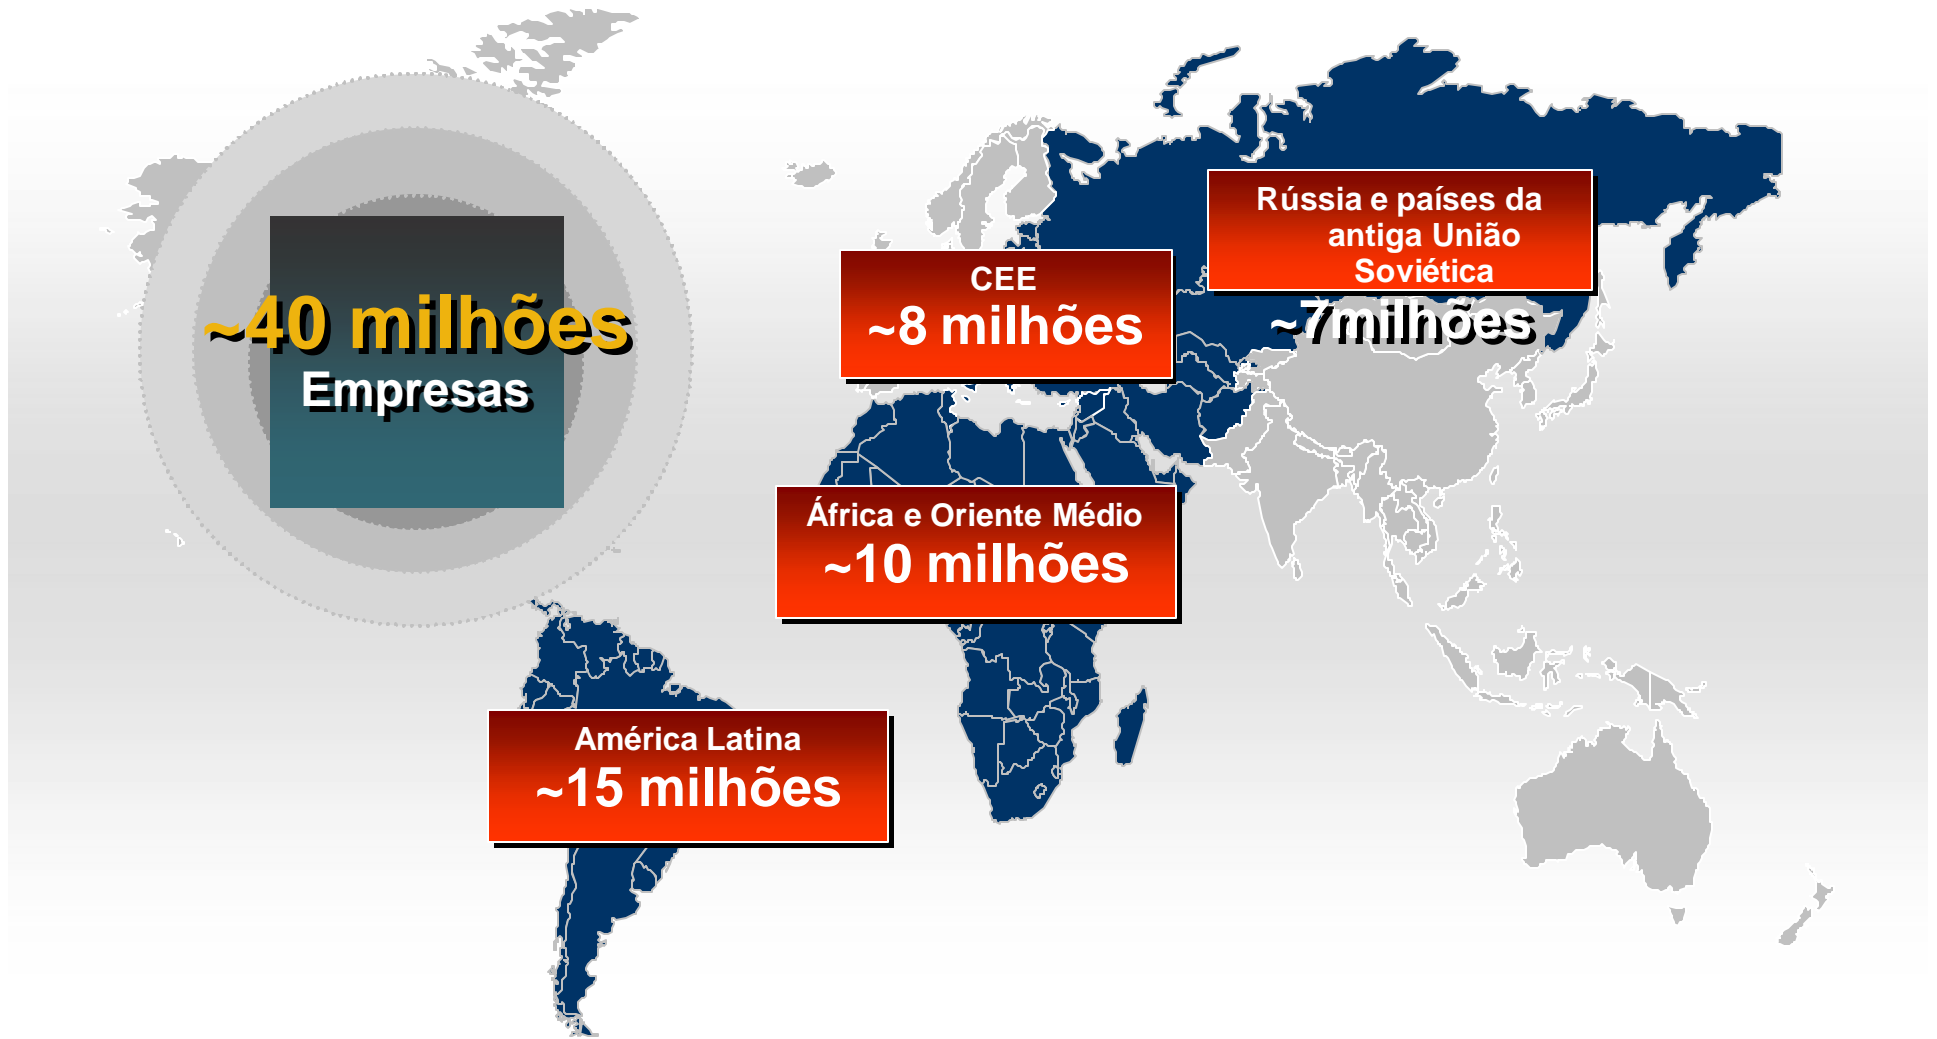 ~40 milhões
Empresas
Rússia e países da
antiga União
Soviética
~7milhões
CEE
~8 milhões
África e Oriente Médio
~10 milhões
América Latina
~15 milhões